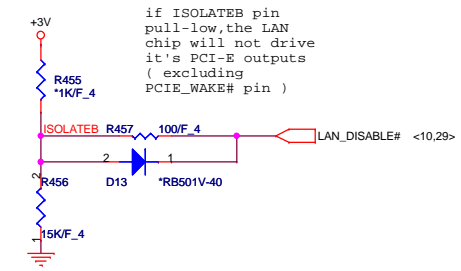 if ISOLATEB pin
pull-low,the LAN
chip will not drive
it's PCI-E outputs
( excluding
PCIE_WAKE# pin )
+3V
R455
*1K/F_4
ISOLATEB R457 100/F_4
LAN_DISABLE# <10,29>
2 1
2
R456 D13 *RB501V-40
1
15K/F_4